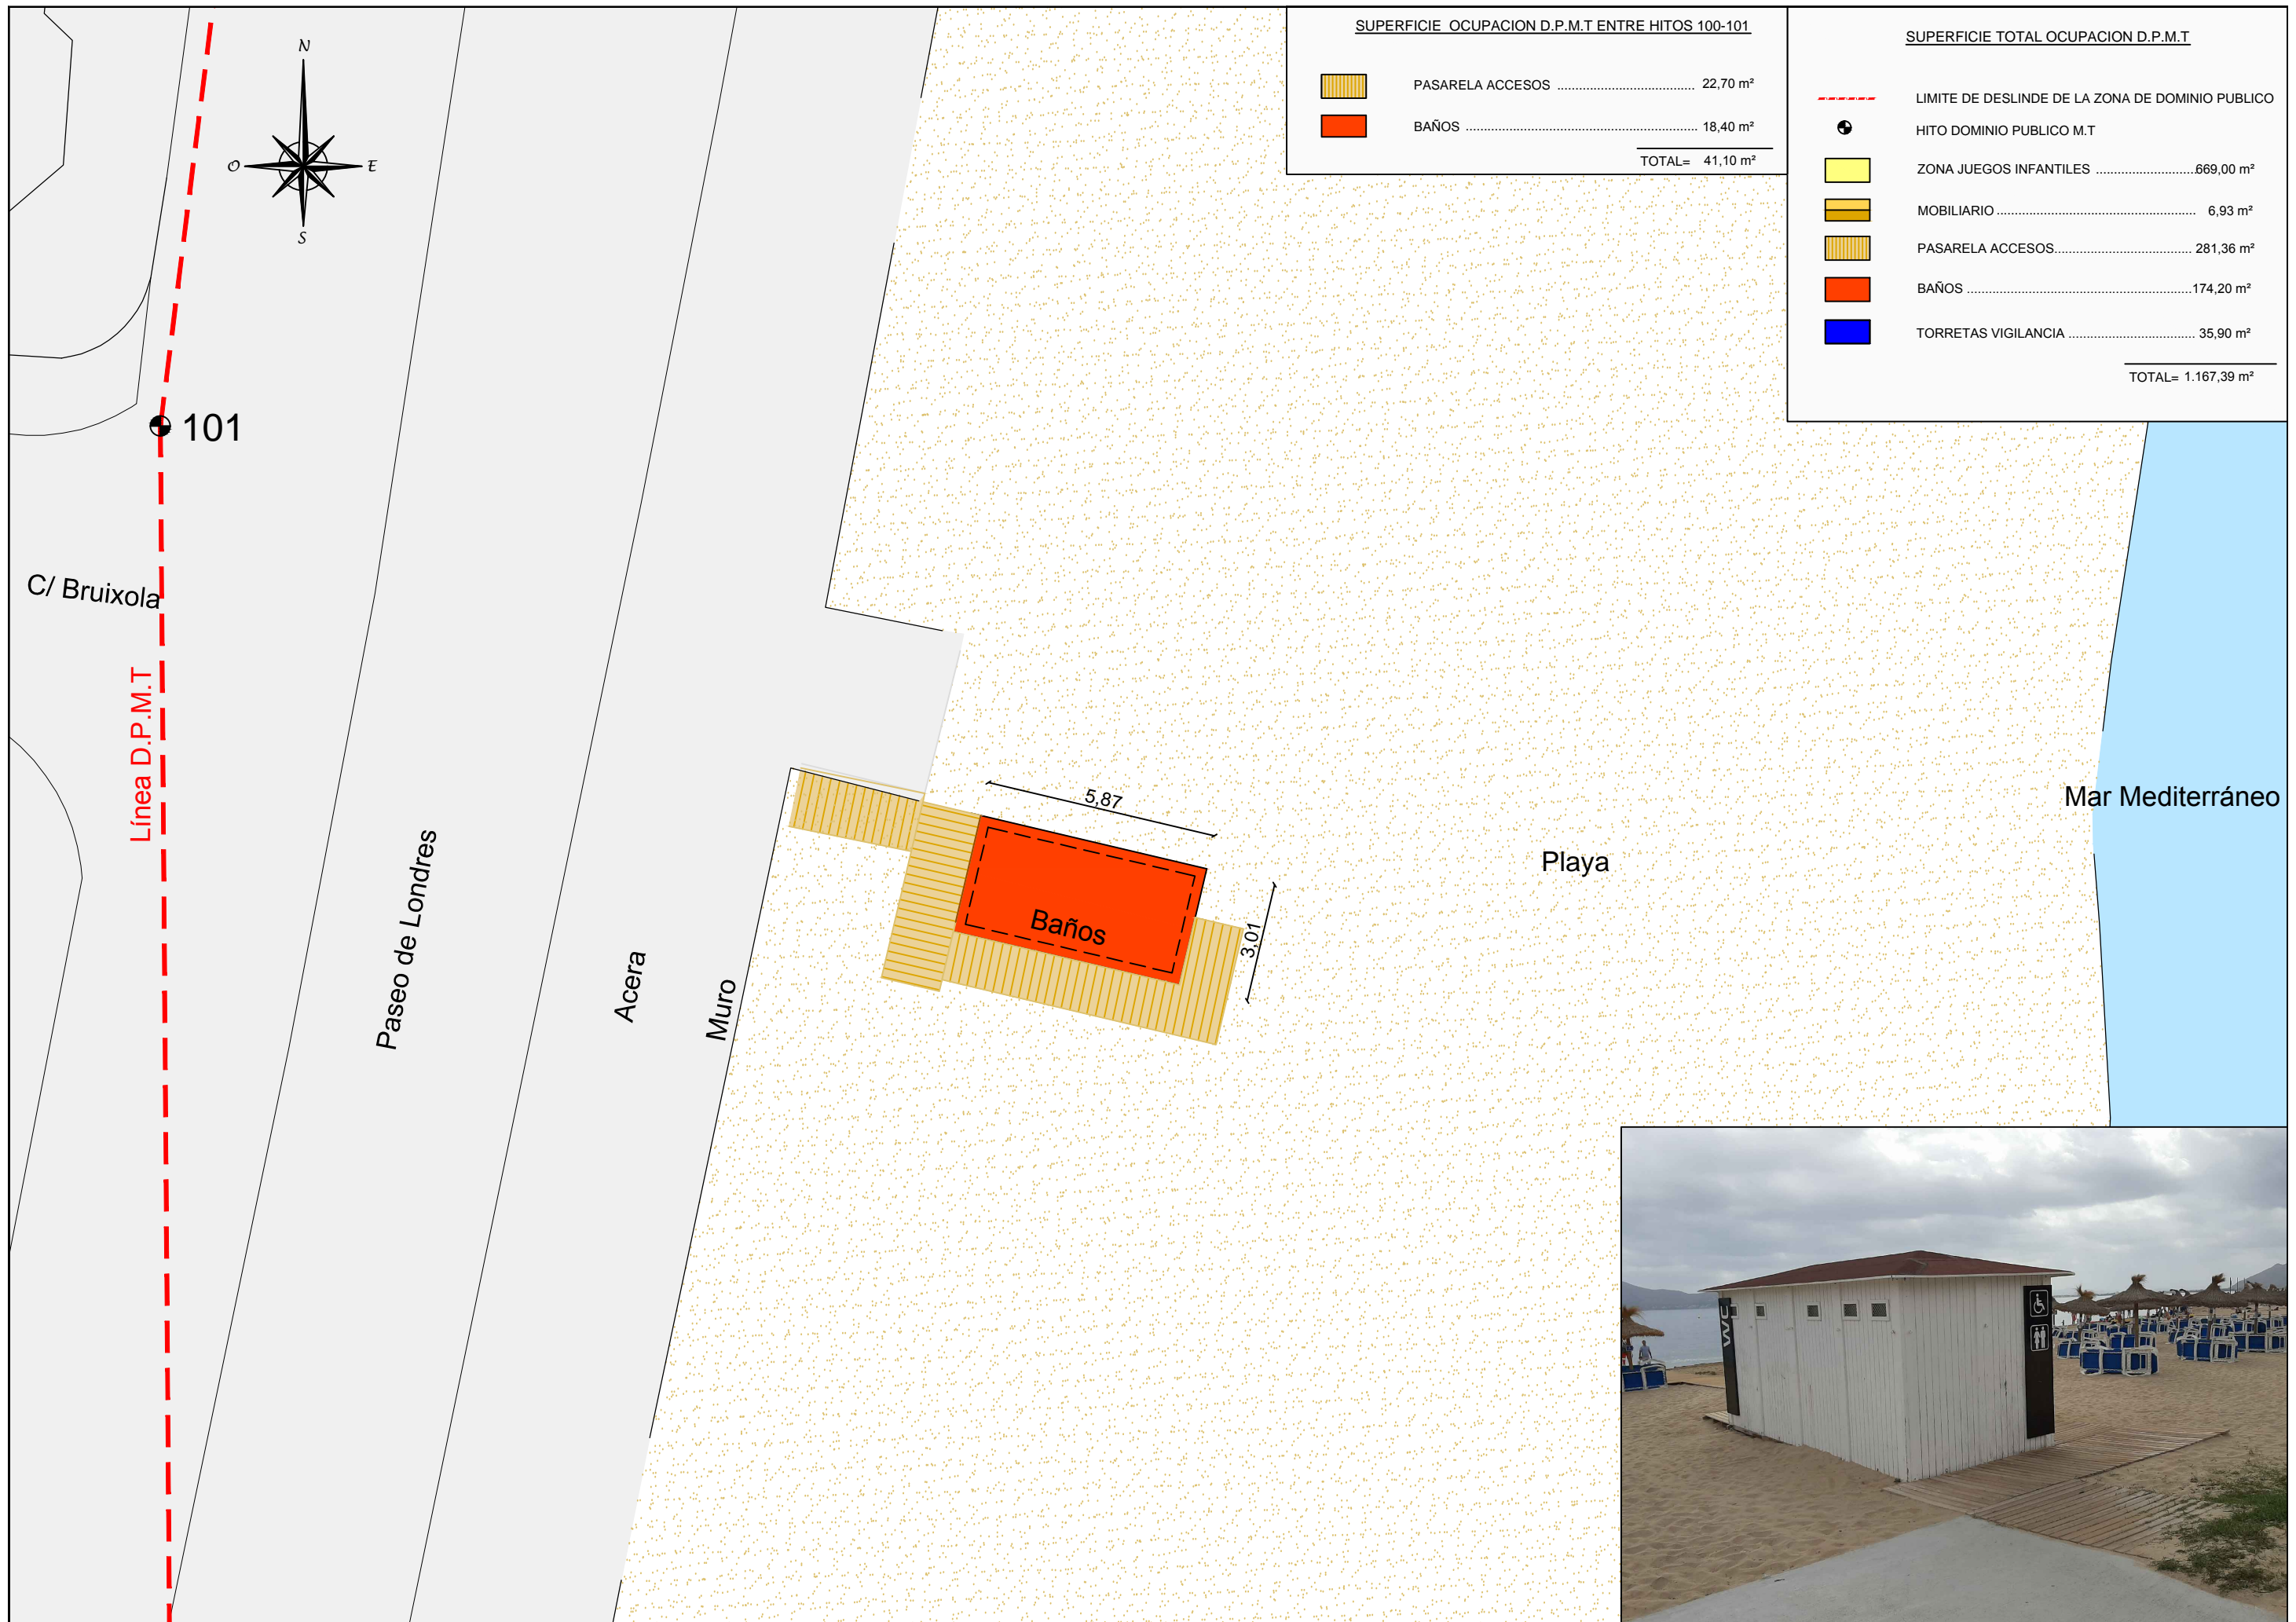 SUPERFICIE OCUPACION D.P.M.T ENTRE HITOS 100-101
PASARELA ACCESOS ..................................... 22,70 m²
BAÑOS .............................................................. 18,40 m²
TOTAL= 41,10 m²
SUPERFICIE TOTAL OCUPACION D.P.M.T
LIMITE DE DESLINDE DE LA ZONA DE DOMINIO PUBLICO
HITO DOMINIO PUBLICO M.T
ZONA JUEGOS INFANTILES ...........................669,00 m²
MOBILIARIO ...................................................... 6,93 m²
PASARELA ACCESOS..................................... 281,36 m²
BAÑOS .............................................................174,20 m²
TORRETAS VIGILANCIA .................................. 35,90 m²
TOTAL= 1.167,39 m²
N
O
E
S
101
C/ Bruixola
Línea D.P.M.T
Paseo de Londres
Acera
Muro
5,87
3,01
Baños
Playa
Mar Mediterráneo
WC